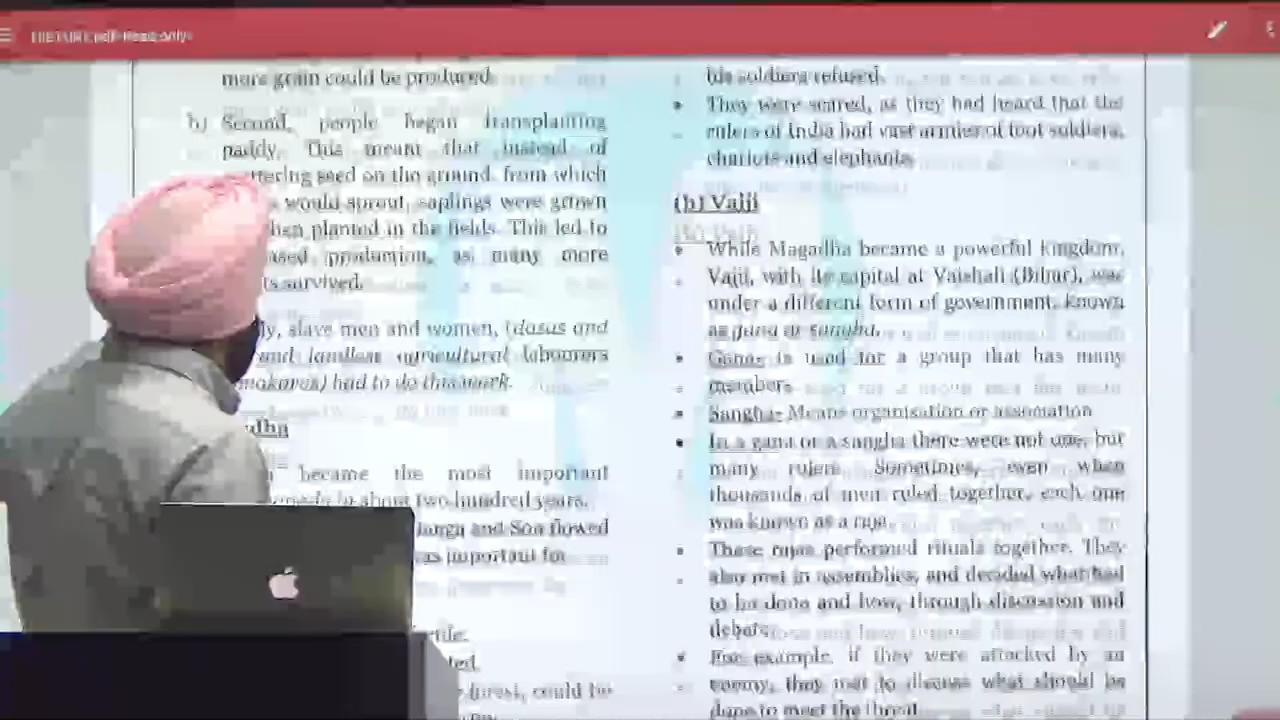 more grain could be produced.
b) Second, people began transplanting
paddy. This meant that instead of
scattering seed on the ground, from which
would sprout, saplings were grown
then planted in the fields. This led to
production, as many more
survived.
slave men and women, (dasas and
and landless agricultural labourers
had to do this work.
became the most important
in about two hundred years.
Ganga and Son flowed
important for
fertile.
forest, could be
his soldiers refused.
• They were scared, as they had heard that the
rulers of India had vast armies of foot soldiers,
chariots and elephants.
(b) Vajji
• While Magadha became a powerful kingdom,
Vajji, with its capital at Vaishali (Bihar), was
under a different form of government, known
as gana or sangha.
• Gana- is used for a group that has many
members.
• Sangha- Means organisation or association
• In a gana or a sangha there were not one, but
many rulers. Sometimes, even when
thousands of men ruled together, each one
was known as a raja.
• These rajas performed rituals together. They
also met in assemblies, and decided what had
to be done and how, through discussion and
debate.
• For example, if they were attacked by an
enemy, they met to discuss what should be
done to meet the threat.